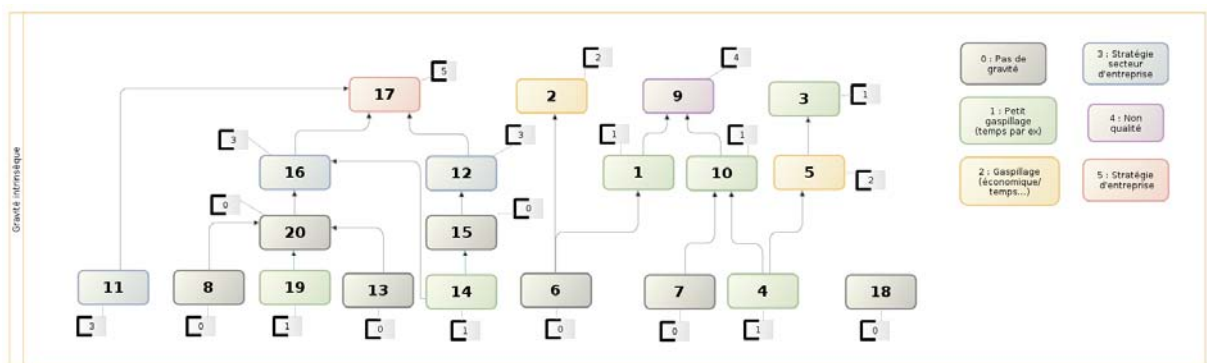 Gravité intrinsèque
5
2
4
0 : Pas de
gravité
3 : Stratégie
secteur
d'entreprise
17
2
9
3
1
1 : Petit
gaspillage
(temps par ex)
4 : Non
qualité
3
3
1
1
16
12
1
10
5
2
2 : Gaspillage
(économique/
temps...)
5 : Stratégie
d'entreprise
0
0
20
15
11
8
19
13
14
6
7
4
18
3
0
1
0
1
0
0
1
0